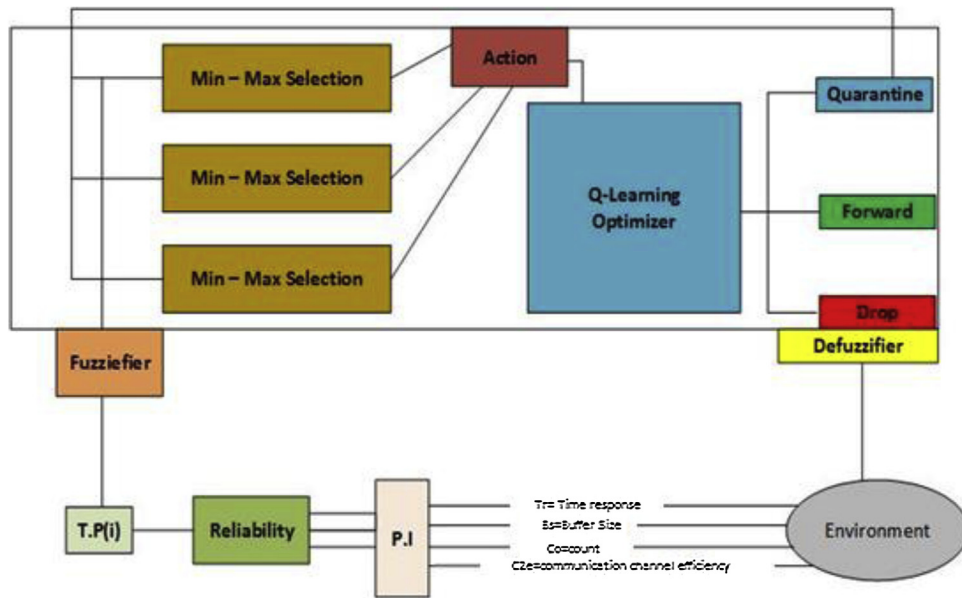 Action
Min – Max Selection
Quarantine
Min – Max Selection
Q-Learning
Optimizer
Forward
Min – Max Selection
Drop
Fuzziefier
Defuzzifier
T.P(i)
Reliability
P.I
Tr= Time response
Bs=Buffer Size
Co=count
C2e=communication channel efficiency
Environment